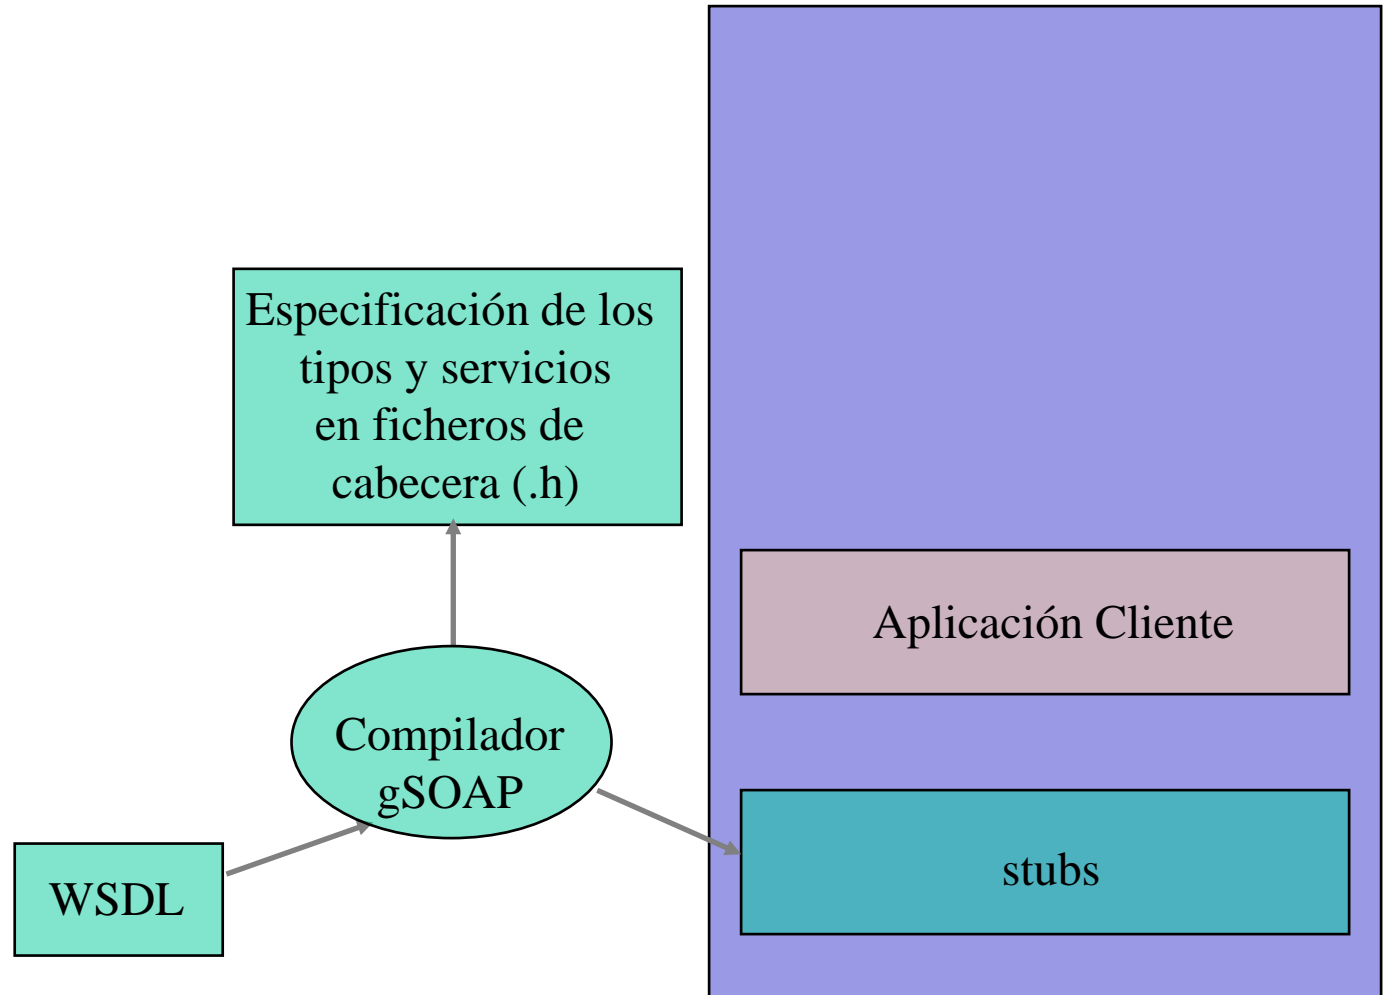 Especificación de los
tipos y servicios
en ficheros de
cabecera (.h)
Aplicación Cliente
Compilador
gSOAP
stubs
WSDL